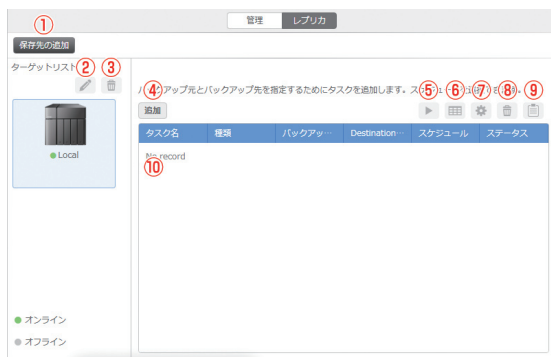 管理 レプリカ
①
保存先の追加
ターゲットリスト ② ③
④ ⑤ ⑥ ⑦ ⑧ ⑨
バックアップ元とバックアップ先を指定するためにタスクを追加します。
追加
タスク名 種類 バックアッ… Destination… スケジュール ステータス
No record
⑩
Local
オンライン
オフライン